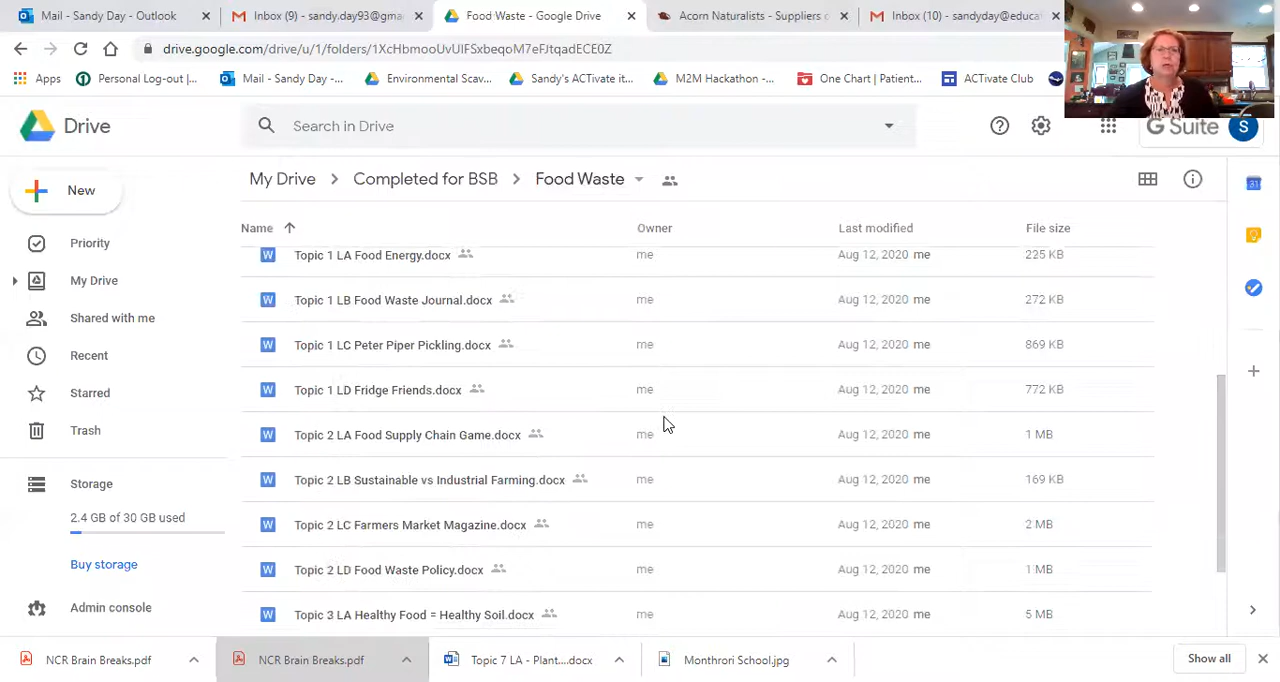 Mail - Sandy Day - Outlook
Inbox (9) - sandy.day93@gma
Food Waste - Google Drive
Acorn Naturalists - Suppliers o
Inbox (10) - sandyday@educa
drive.google.com/drive/u/1/folders/1XcHbmooUvUIFSxbeqoM7eFJtqadECE0Z
Apps
Personal Log-out |...
Mail - Sandy Day -...
Environmental Stav...
Sandy's ACTivate it...
M2M Hackathon -...
One Chart | Patient...
ACTivate Club
Drive
Search in Drive
G Suite
S
New
My Drive > Completed for BSB > Food Waste
Name
Owner
Last modified
File size
Priority
My Drive
Shared with me
Recent
Starred
Trash
Storage
2.4 GB of 30 GB used
Buy storage
Admin console
Topic 1 LA Food Energy.docx me Aug 12, 2020 me 225 KB
Topic 1 LB Food Waste Journal.docx me Aug 12, 2020 me 272 KB
Topic 1 LC Peter Piper Pickling.docx me Aug 12, 2020 me 869 KB
Topic 1 LD Fridge Friends.docx me Aug 12, 2020 me 772 KB
Topic 2 LA Food Supply Chain Game.docx me Aug 12, 2020 me 1 MB
Topic 2 LB Sustainable vs Industrial Farming.docx me Aug 12, 2020 me 169 KB
Topic 2 LC Farmers Market Magazine.docx me Aug 12, 2020 me 2 MB
Topic 2 LD Food Waste Policy.docx me Aug 12, 2020 me 1 MB
Topic 3 LA Healthy Food = Healthy Soil.docx me Aug 12, 2020 me 5 MB
NCR Brain Breaks.pdf
NCR Brain Breaks.pdf
Topic 7 LA - Plant....docx
Monthrori School.jpg
Show all